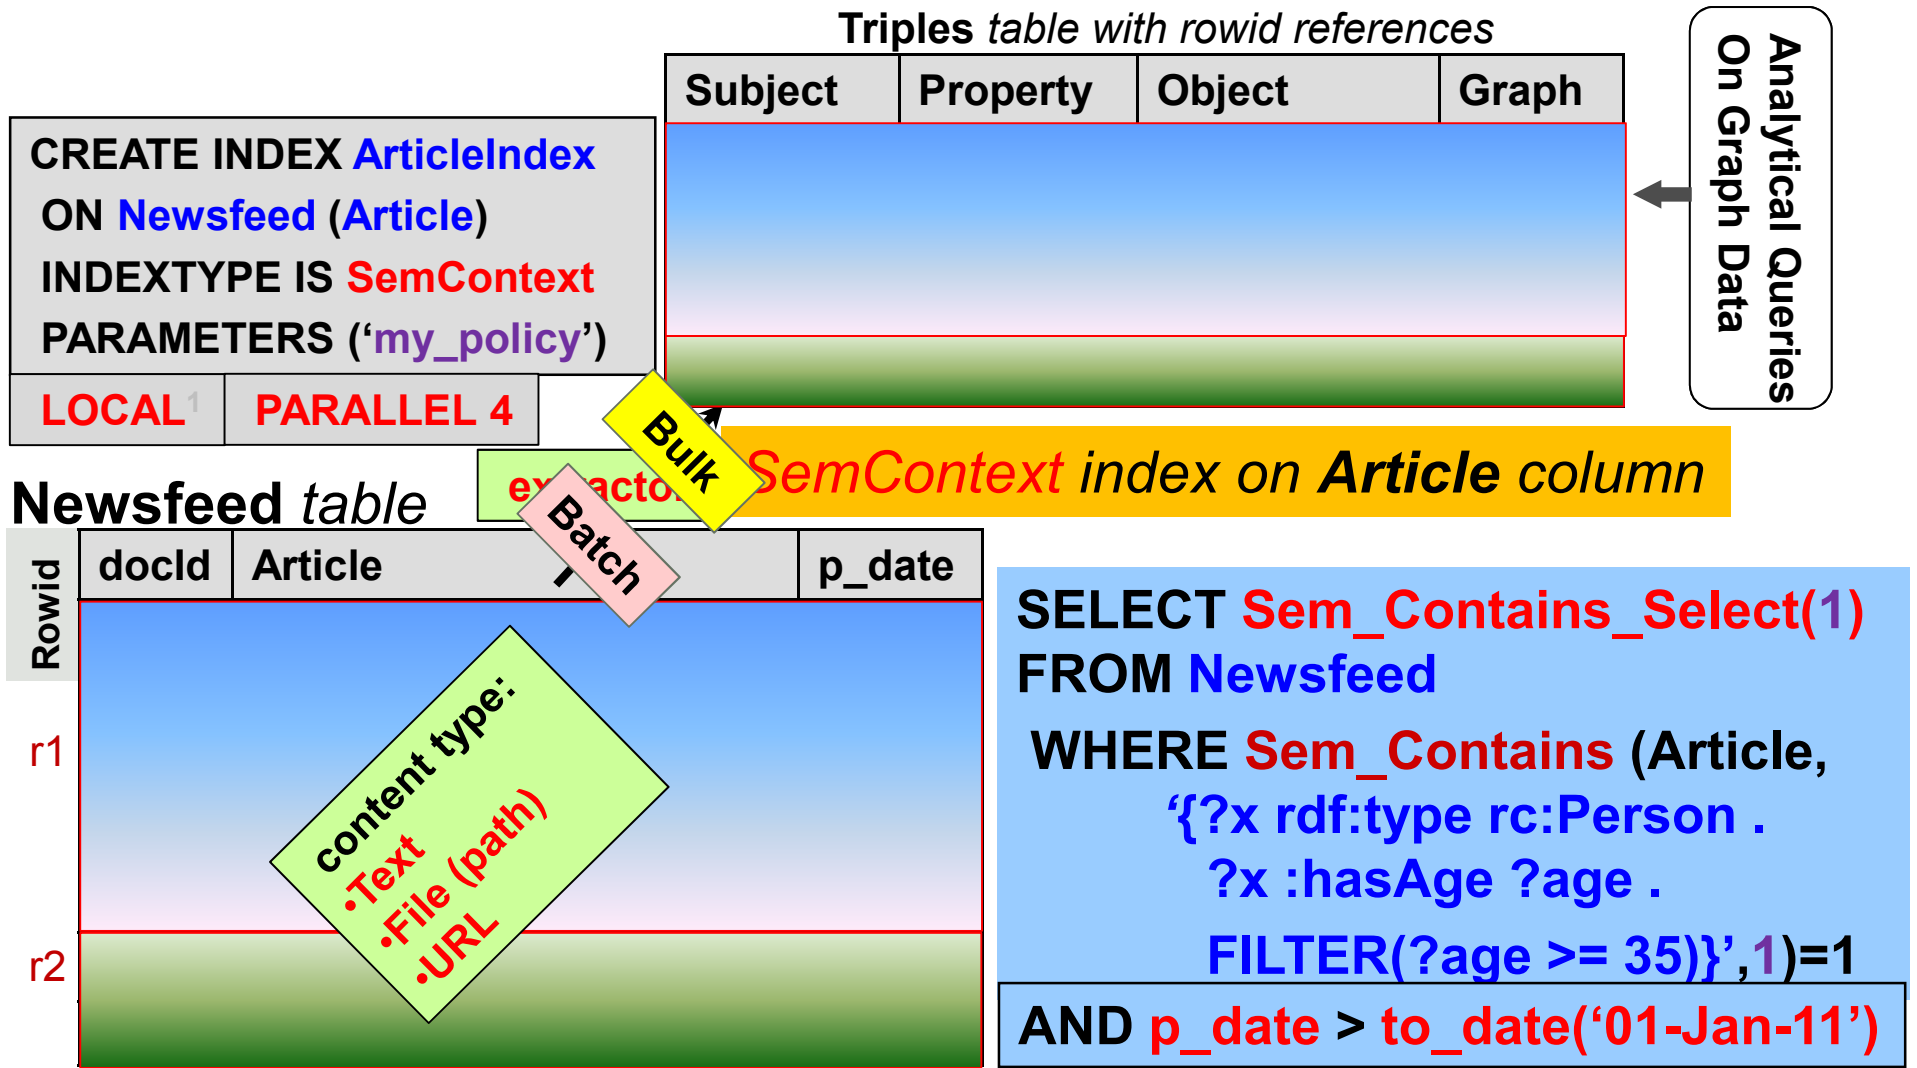 Triples table with rowid references
Subject Property Object Graph
Analytical Queries
On Graph Data
CREATE INDEX ArticleIndex
ON Newsfeed (Article)
INDEXTYPE IS SemContext
PARAMETERS (‘my_policy’)
LOCAL1 PARALLEL 4
Bulk
SemContext index on Article column
Batch
Newsfeed table
Rowid
docId Article p_date
r1
r2
content type:
•Text
•File (path)
•URL
SELECT Sem_Contains_Select(1)
FROM Newsfeed
WHERE Sem_Contains (Article,
‘{?x rdf:type rc:Person .
?x :hasAge ?age .
FILTER(?age >= 35)}’,1)=1
AND p_date > to_date(‘01-Jan-11’)